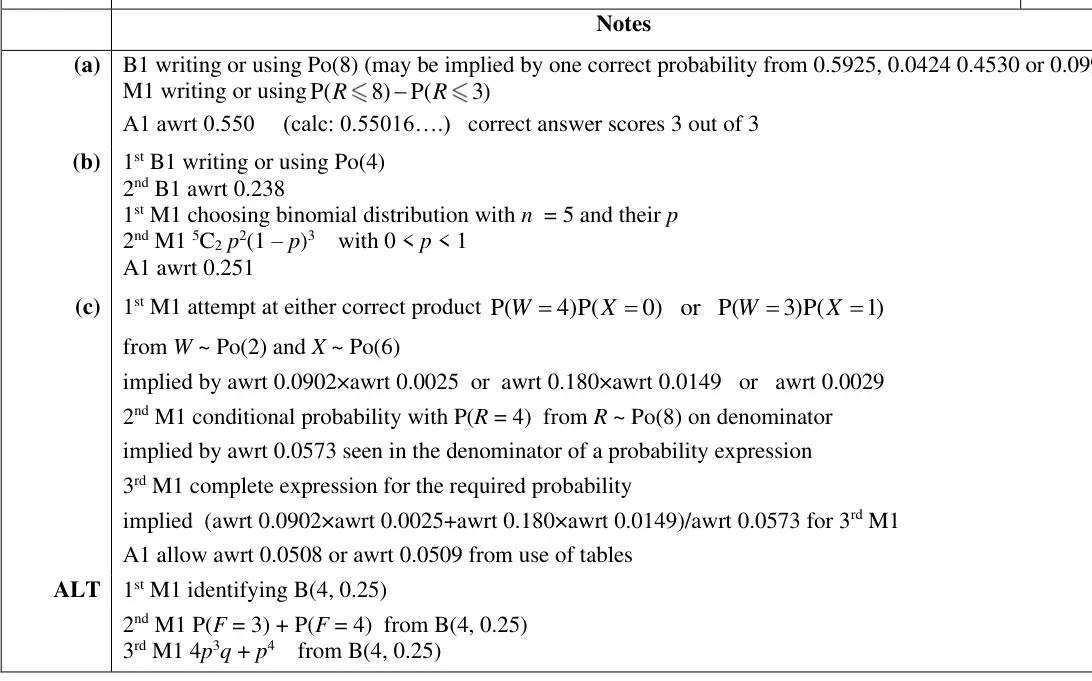 Notes
(a) B1 writing or using Po(8) (may be implied by one correct probability from 0.5925, 0.0424 0.4530 or 0.099
M1 writing or using P(R ⩽ 8) – P(R ⩽ 3)
A1 awrt 0.550 (calc: 0.55016….) correct answer scores 3 out of 3
(b) 1st B1 writing or using Po(4)
2nd B1 awrt 0.238
1st M1 choosing binomial distribution with n = 5 and their p
2nd M1 ⁵C₂ p²(1 – p)³ with 0 < p < 1
A1 awrt 0.251
(c) 1st M1 attempt at either correct product P(W = 4)P(X = 0) or P(W = 3)P(X = 1)
from W ~ Po(2) and X ~ Po(6)
implied by awrt 0.0902×awrt 0.0025 or awrt 0.180×awrt 0.0149 or awrt 0.0029
2nd M1 conditional probability with P(R = 4) from R ~ Po(8) on denominator
implied by awrt 0.0573 seen in the denominator of a probability expression
3rd M1 complete expression for the required probability
implied (awrt 0.0902×awrt 0.0025+awrt 0.180×awrt 0.0149)/awrt 0.0573 for 3rd M1
A1 allow awrt 0.0508 or awrt 0.0509 from use of tables
ALT 1st M1 identifying B(4, 0.25)
2nd M1 P(F = 3) + P(F = 4) from B(4, 0.25)
3rd M1 4p³q + p⁴ from B(4, 0.25)